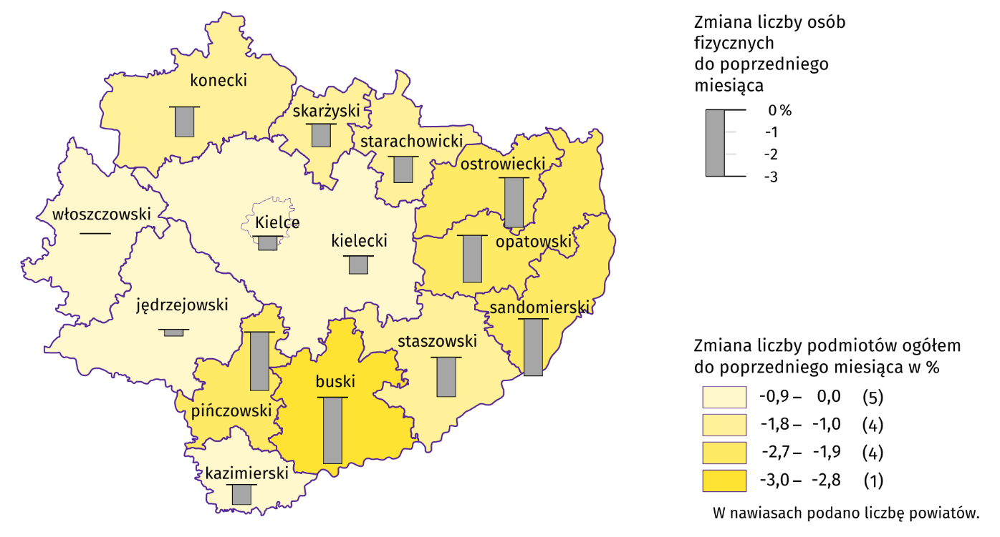 konecki
skarżyski
starachowicki
ostrowiecki
włoszczowski
Kielce
kielecki
opatowski
jędrzejowski
sandomierski
staszowski
buski
pińczowski
kazimierski
Zmiana liczby osób
fizycznych
do poprzedniego
miesiąca
0 %
-1
-2
-3
Zmiana liczby podmiotów ogółem
do poprzedniego miesiąca w %
-0,9 – 0,0 (5)
-1,8 – -1,0 (4)
-2,7 – -1,9 (4)
-3,0 – -2,8 (1)
W nawiasach podano liczbę powiatów.